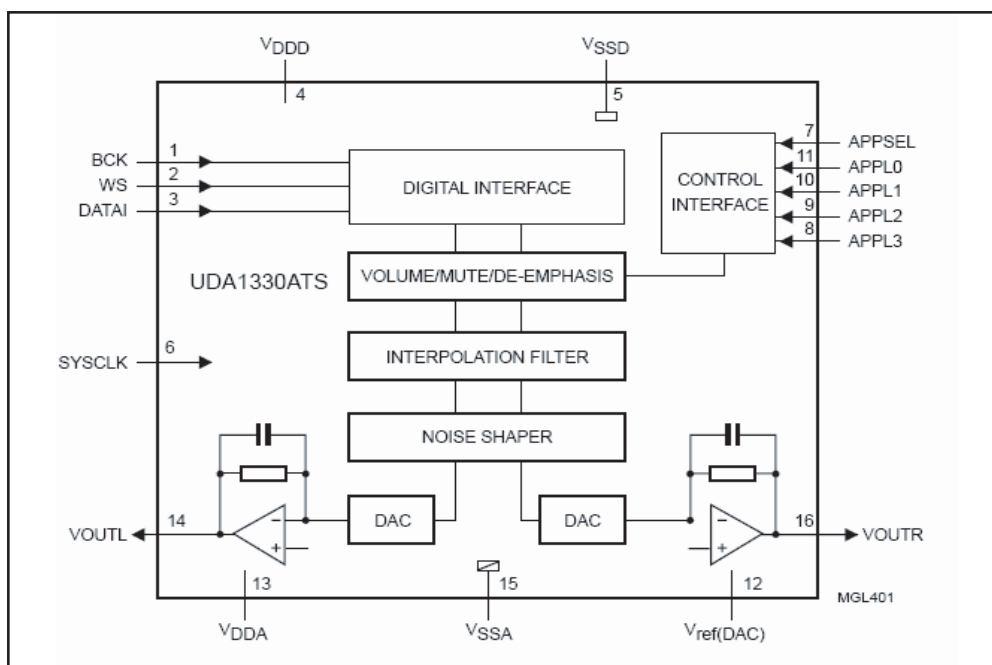 VDDD
VSSD
4
5
BCK 1
WS 2
DATAI 3
DIGITAL INTERFACE
CONTROL
INTERFACE
7 APPSEL
11 APPL0
10 APPL1
9 APPL2
8 APPL3
UDA1330ATS
VOLUME/MUTE/DE-EMPHASIS
SYSCLK 6
INTERPOLATION FILTER
NOISE SHAPER
VOUTL 14
−
+
DAC
DAC
−
+
16 VOUTR
13
15
12
VDDA
VSSA
Vref(DAC)
MGL401